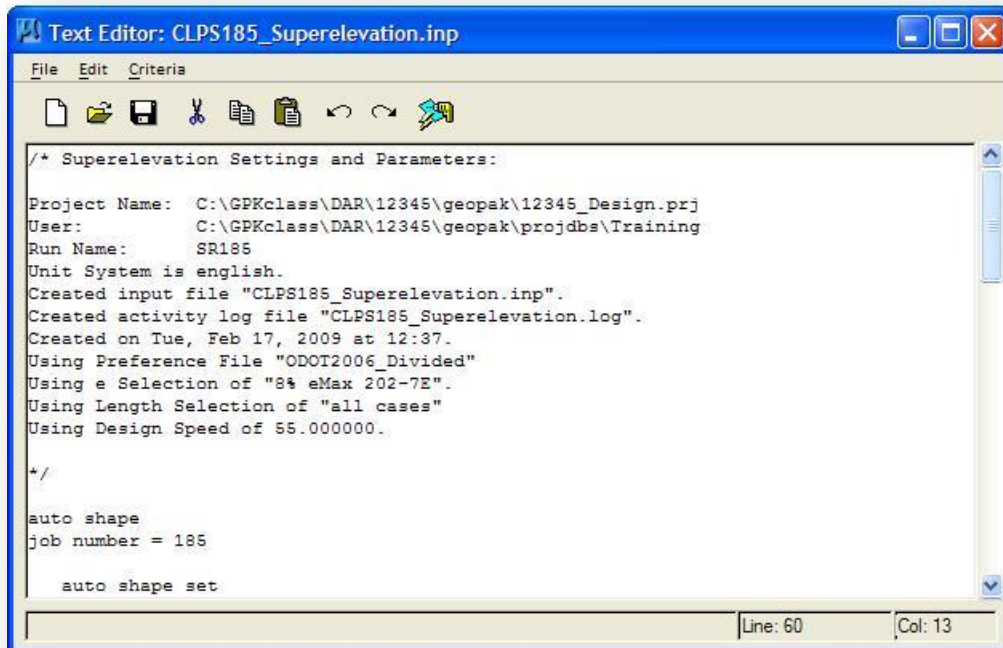 Text Editor: CLPS185_Superelevation.inp
File Edit Criteria
/* Superelevation Settings and Parameters:
Project Name: C:\GPKclass\DAR\12345\geopak\12345_Design.prj
User: C:\GPKclass\DAR\12345\geopak\projdbs\Training
Run Name: SR185
Unit System is english.
Created input file "CLPS185_Superelevation.inp".
Created activity log file "CLPS185_Superelevation.log".
Created on Tue, Feb 17, 2009 at 12:37.
Using Preference File "ODOT2006_Divided"
Using e Selection of "8% eMax 202-7E".
Using Length Selection of "all cases"
Using Design Speed of 55.000000.
*/
auto shape
job number = 185
auto shape set
Line: 60 Col: 13